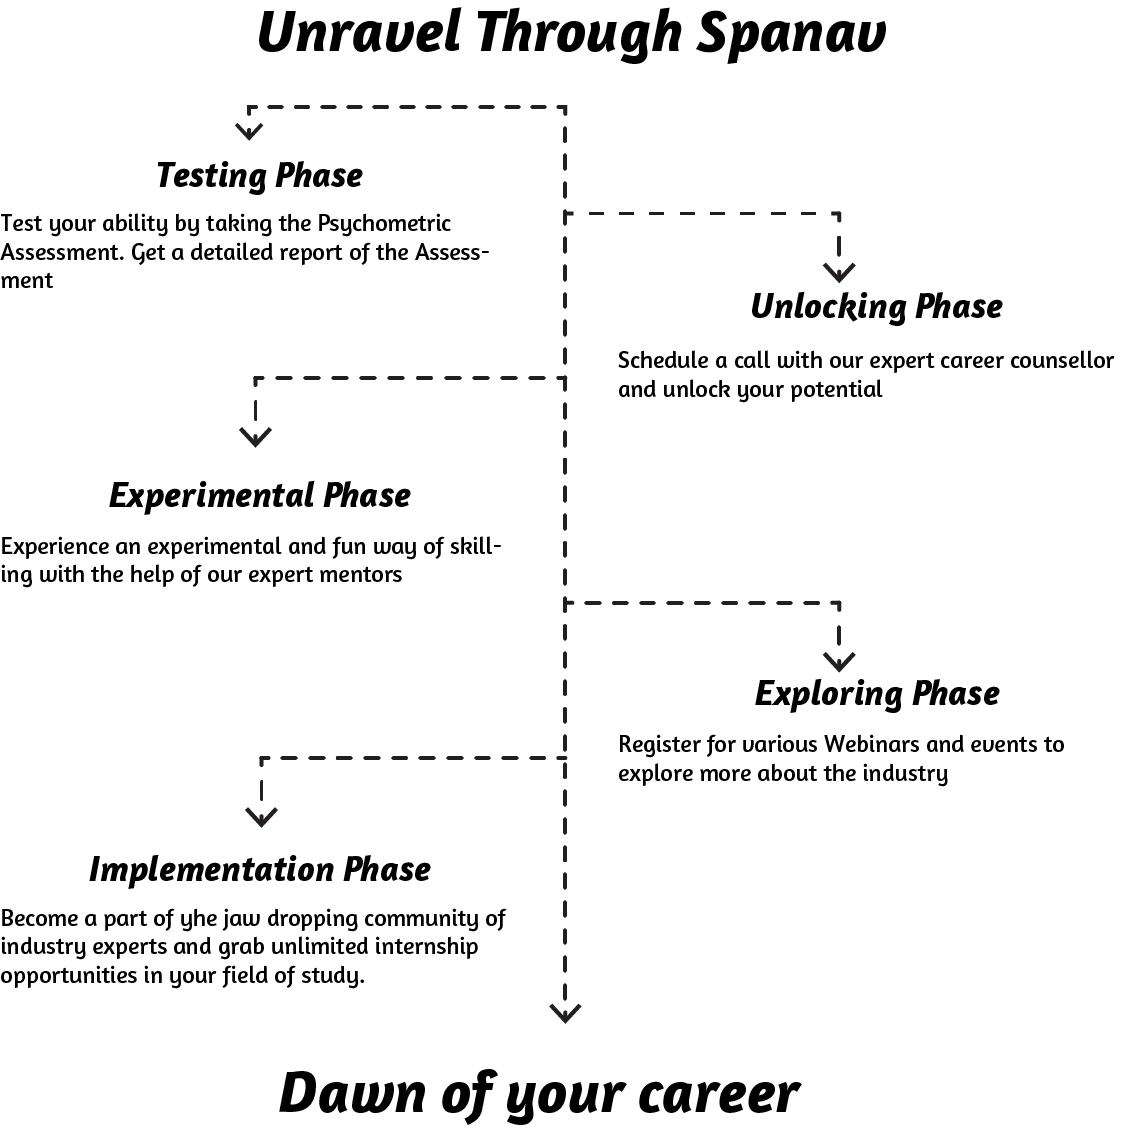 Unravel Through Spanav
Testing Phase
Test your ability by taking the Psychometric
Assessment. Get a detailed report of the Assess-
ment
Unlocking Phase
Schedule a call with our expert career counsellor
and unlock your potential
Experimental Phase
Experience an experimental and fun way of skill-
ing with the help of our expert mentors
Exploring Phase
Register for various Webinars and events to
explore more about the industry
Implementation Phase
Become a part of yhe jaw dropping community of
industry experts and grab unlimited internship
opportunities in your field of study.
Dawn of your career